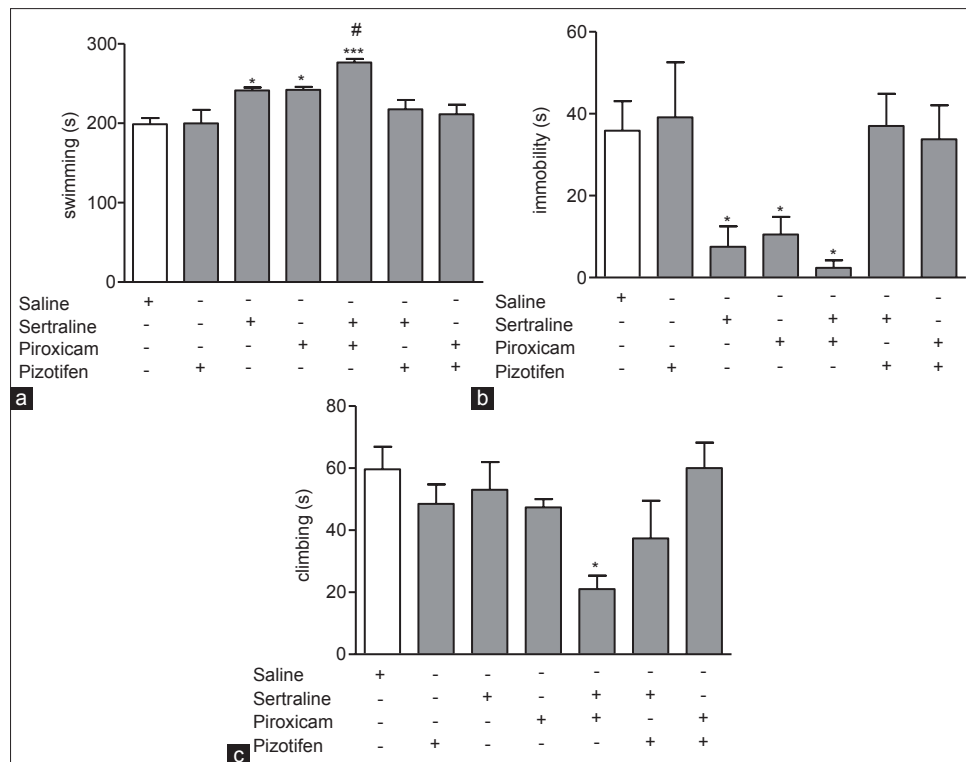 #
300
***
*
*
200
swimming (s)
100
0
Saline + - - - - - -
Sertraline - - + - + + -
Piroxicam - - - + + - +
Pizotifen - + - - - + +
a
60
40
immobility (s)
20
*
*
*
0
Saline + - - - - - -
Sertraline - - + - + + -
Piroxicam - - - + + - +
Pizotifen - + - - - + +
b
80
60
40
climbing (s)
*
20
0
Saline + - - - - - -
Sertraline - - + - + + -
Piroxicam - - - + + - +
Pizotifen - + - - - + +
c